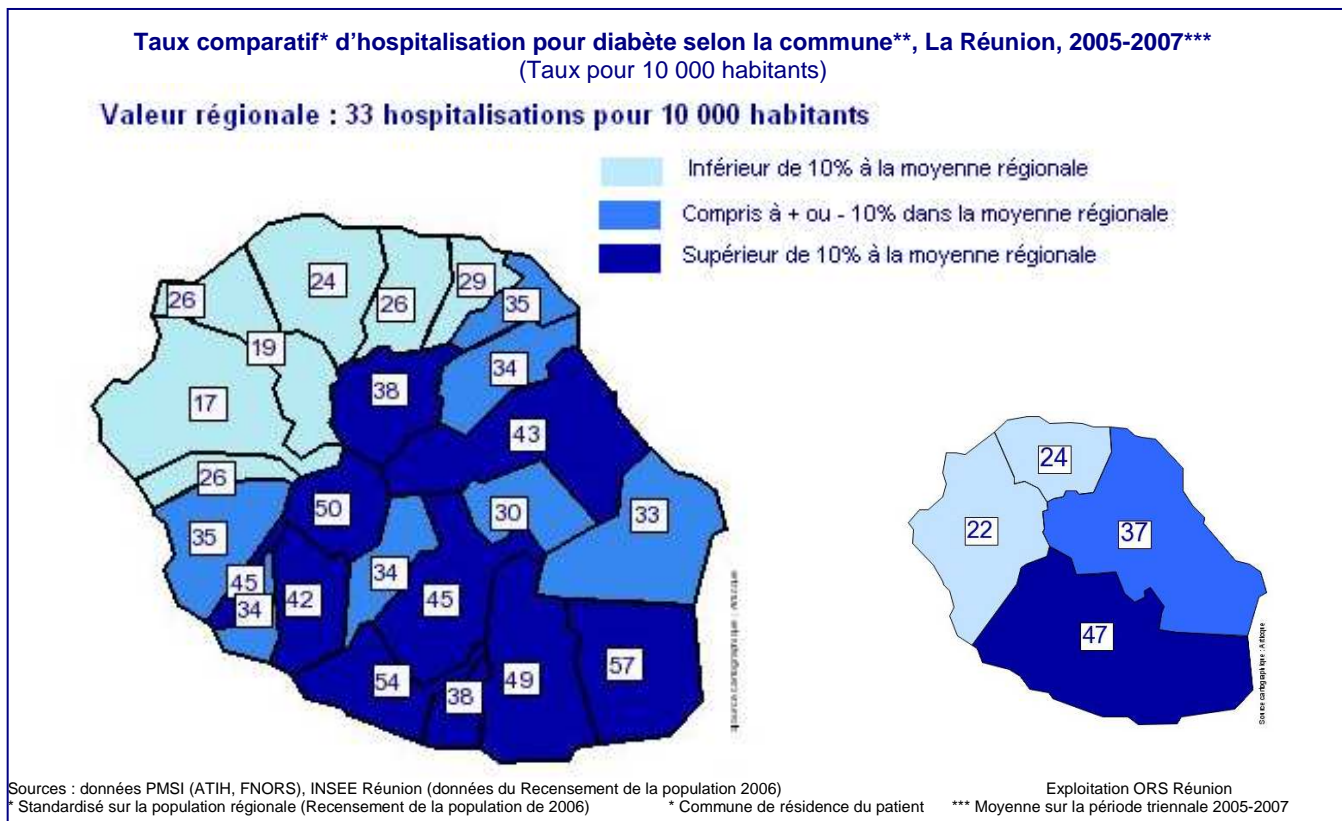 Taux comparatif* d'hospitalisation pour diabète selon la commune**, La Réunion, 2005-2007***
(Taux pour 10 000 habitants)
Valeur régionale : 33 hospitalisations pour 10 000 habitants
Inférieur de 10% à la moyenne régionale
Compris à + ou - 10% dans la moyenne régionale
Supérieur de 10% à la moyenne régionale
26
24
26
29
35
19
34
38
17
43
26
50
30
33
35
34
45
34
42
45
54
38
49
57
24
22
37
47
Source cartographique : Articque
Sources : données PMSI (ATIH, FNORS), INSEE Réunion (données du Recensement de la population 2006)
Exploitation ORS Réunion
* Standardisé sur la population régionale (Recensement de la population de 2006) * Commune de résidence du patient *** Moyenne sur la période triennale 2005-2007